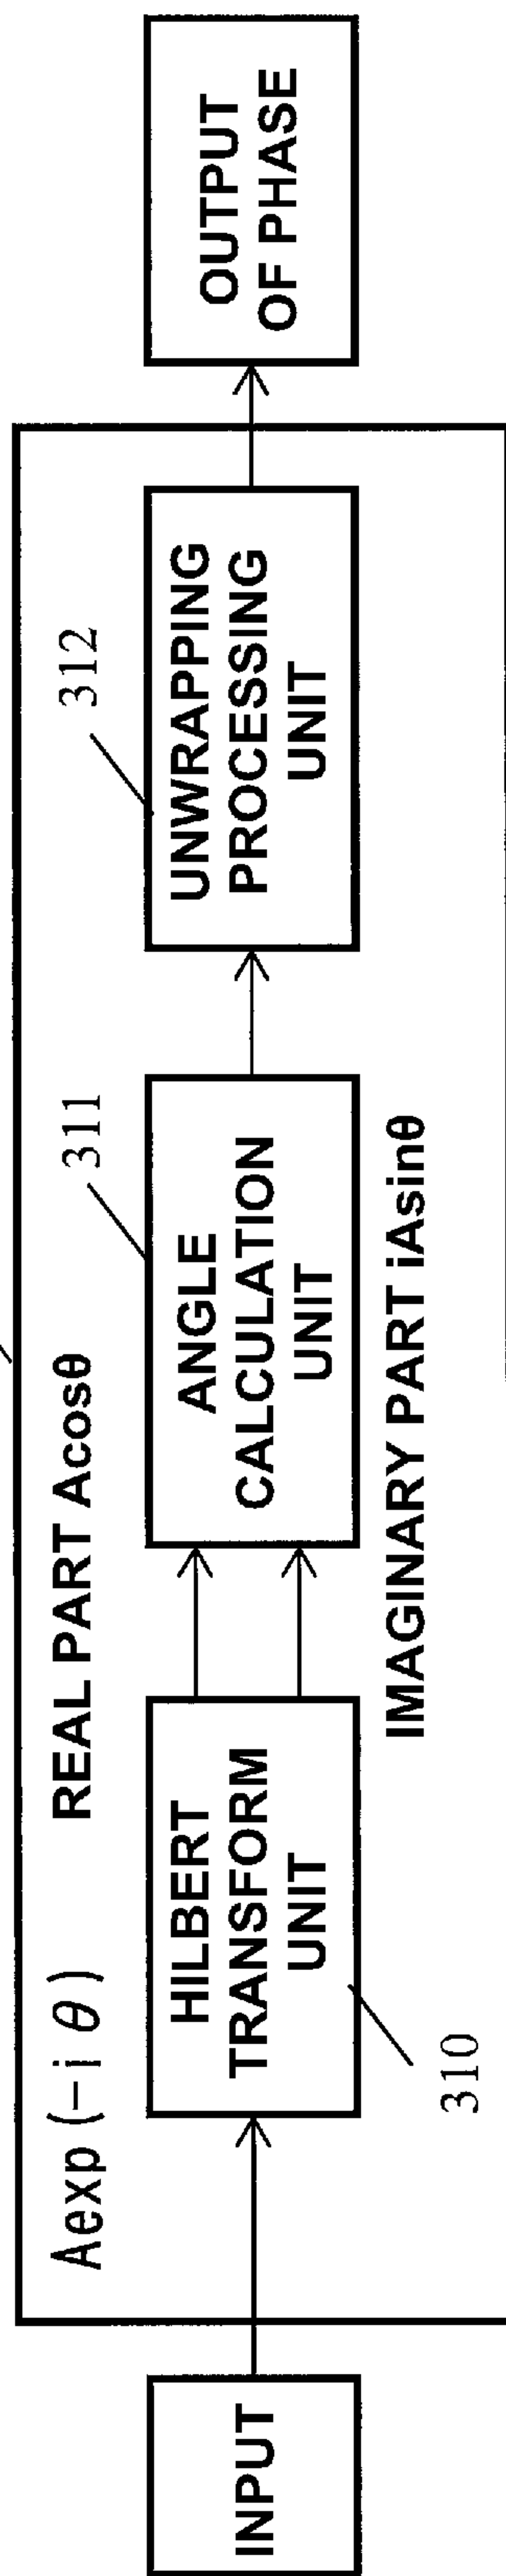 INPUT
Aexp (−i θ)
HILBERT
TRANSFORM
UNIT
310
REAL PART Acosθ
IMAGINARY PART iAsinθ
ANGLE
CALCULATION
UNIT
311
UNWRAPPING
PROCESSING
UNIT
312
OUTPUT
OF PHASE